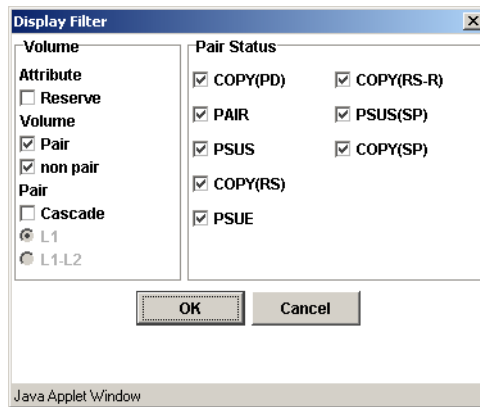 Display Filter
Volume
Attribute
Reserve
Volume
Pair
non pair
Pair
Cascade
L1
L1-L2
Pair Status
COPY(PD)
COPY(RS-R)
PAIR
PSUS(SP)
PSUS
COPY(SP)
COPY(RS)
PSUE
OK
Cancel
Java Applet Window